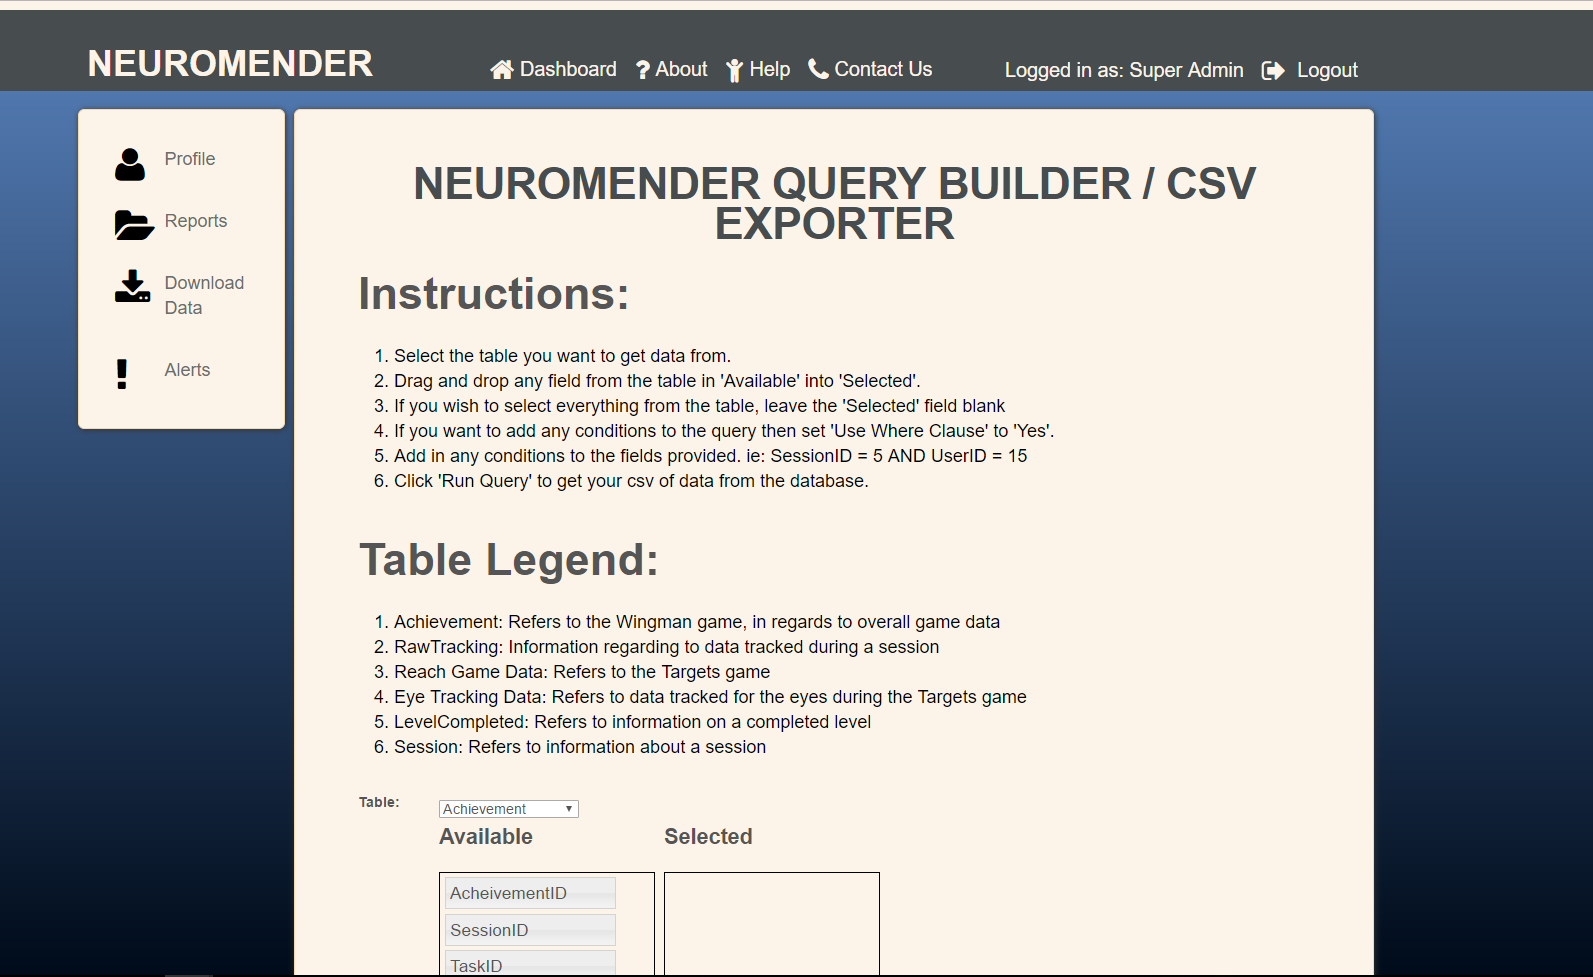 NEUROMENDER
Dashboard ? About Help Contact Us Logged in as: Super Admin Logout
Profile
Reports
Download
Data
! Alerts
NEUROMENDER QUERY BUILDER / CSV
EXPORTER
Instructions:
1. Select the table you want to get data from.
2. Drag and drop any field from the table in 'Available' into 'Selected'.
3. If you wish to select everything from the table, leave the 'Selected' field blank
4. If you want to add any conditions to the query then set 'Use Where Clause' to 'Yes'.
5. Add in any conditions to the fields provided. ie: SessionID = 5 AND UserID = 15
6. Click 'Run Query' to get your csv of data from the database.
Table Legend:
1. Achievement: Refers to the Wingman game, in regards to overall game data
2. RawTracking: Information regarding to data tracked during a session
3. Reach Game Data: Refers to the Targets game
4. Eye Tracking Data: Refers to data tracked for the eyes during the Targets game
5. LevelCompleted: Refers to information on a completed level
6. Session: Refers to information about a session
Table:
Achievement
Available Selected
AcheivementID
SessionID
TaskID